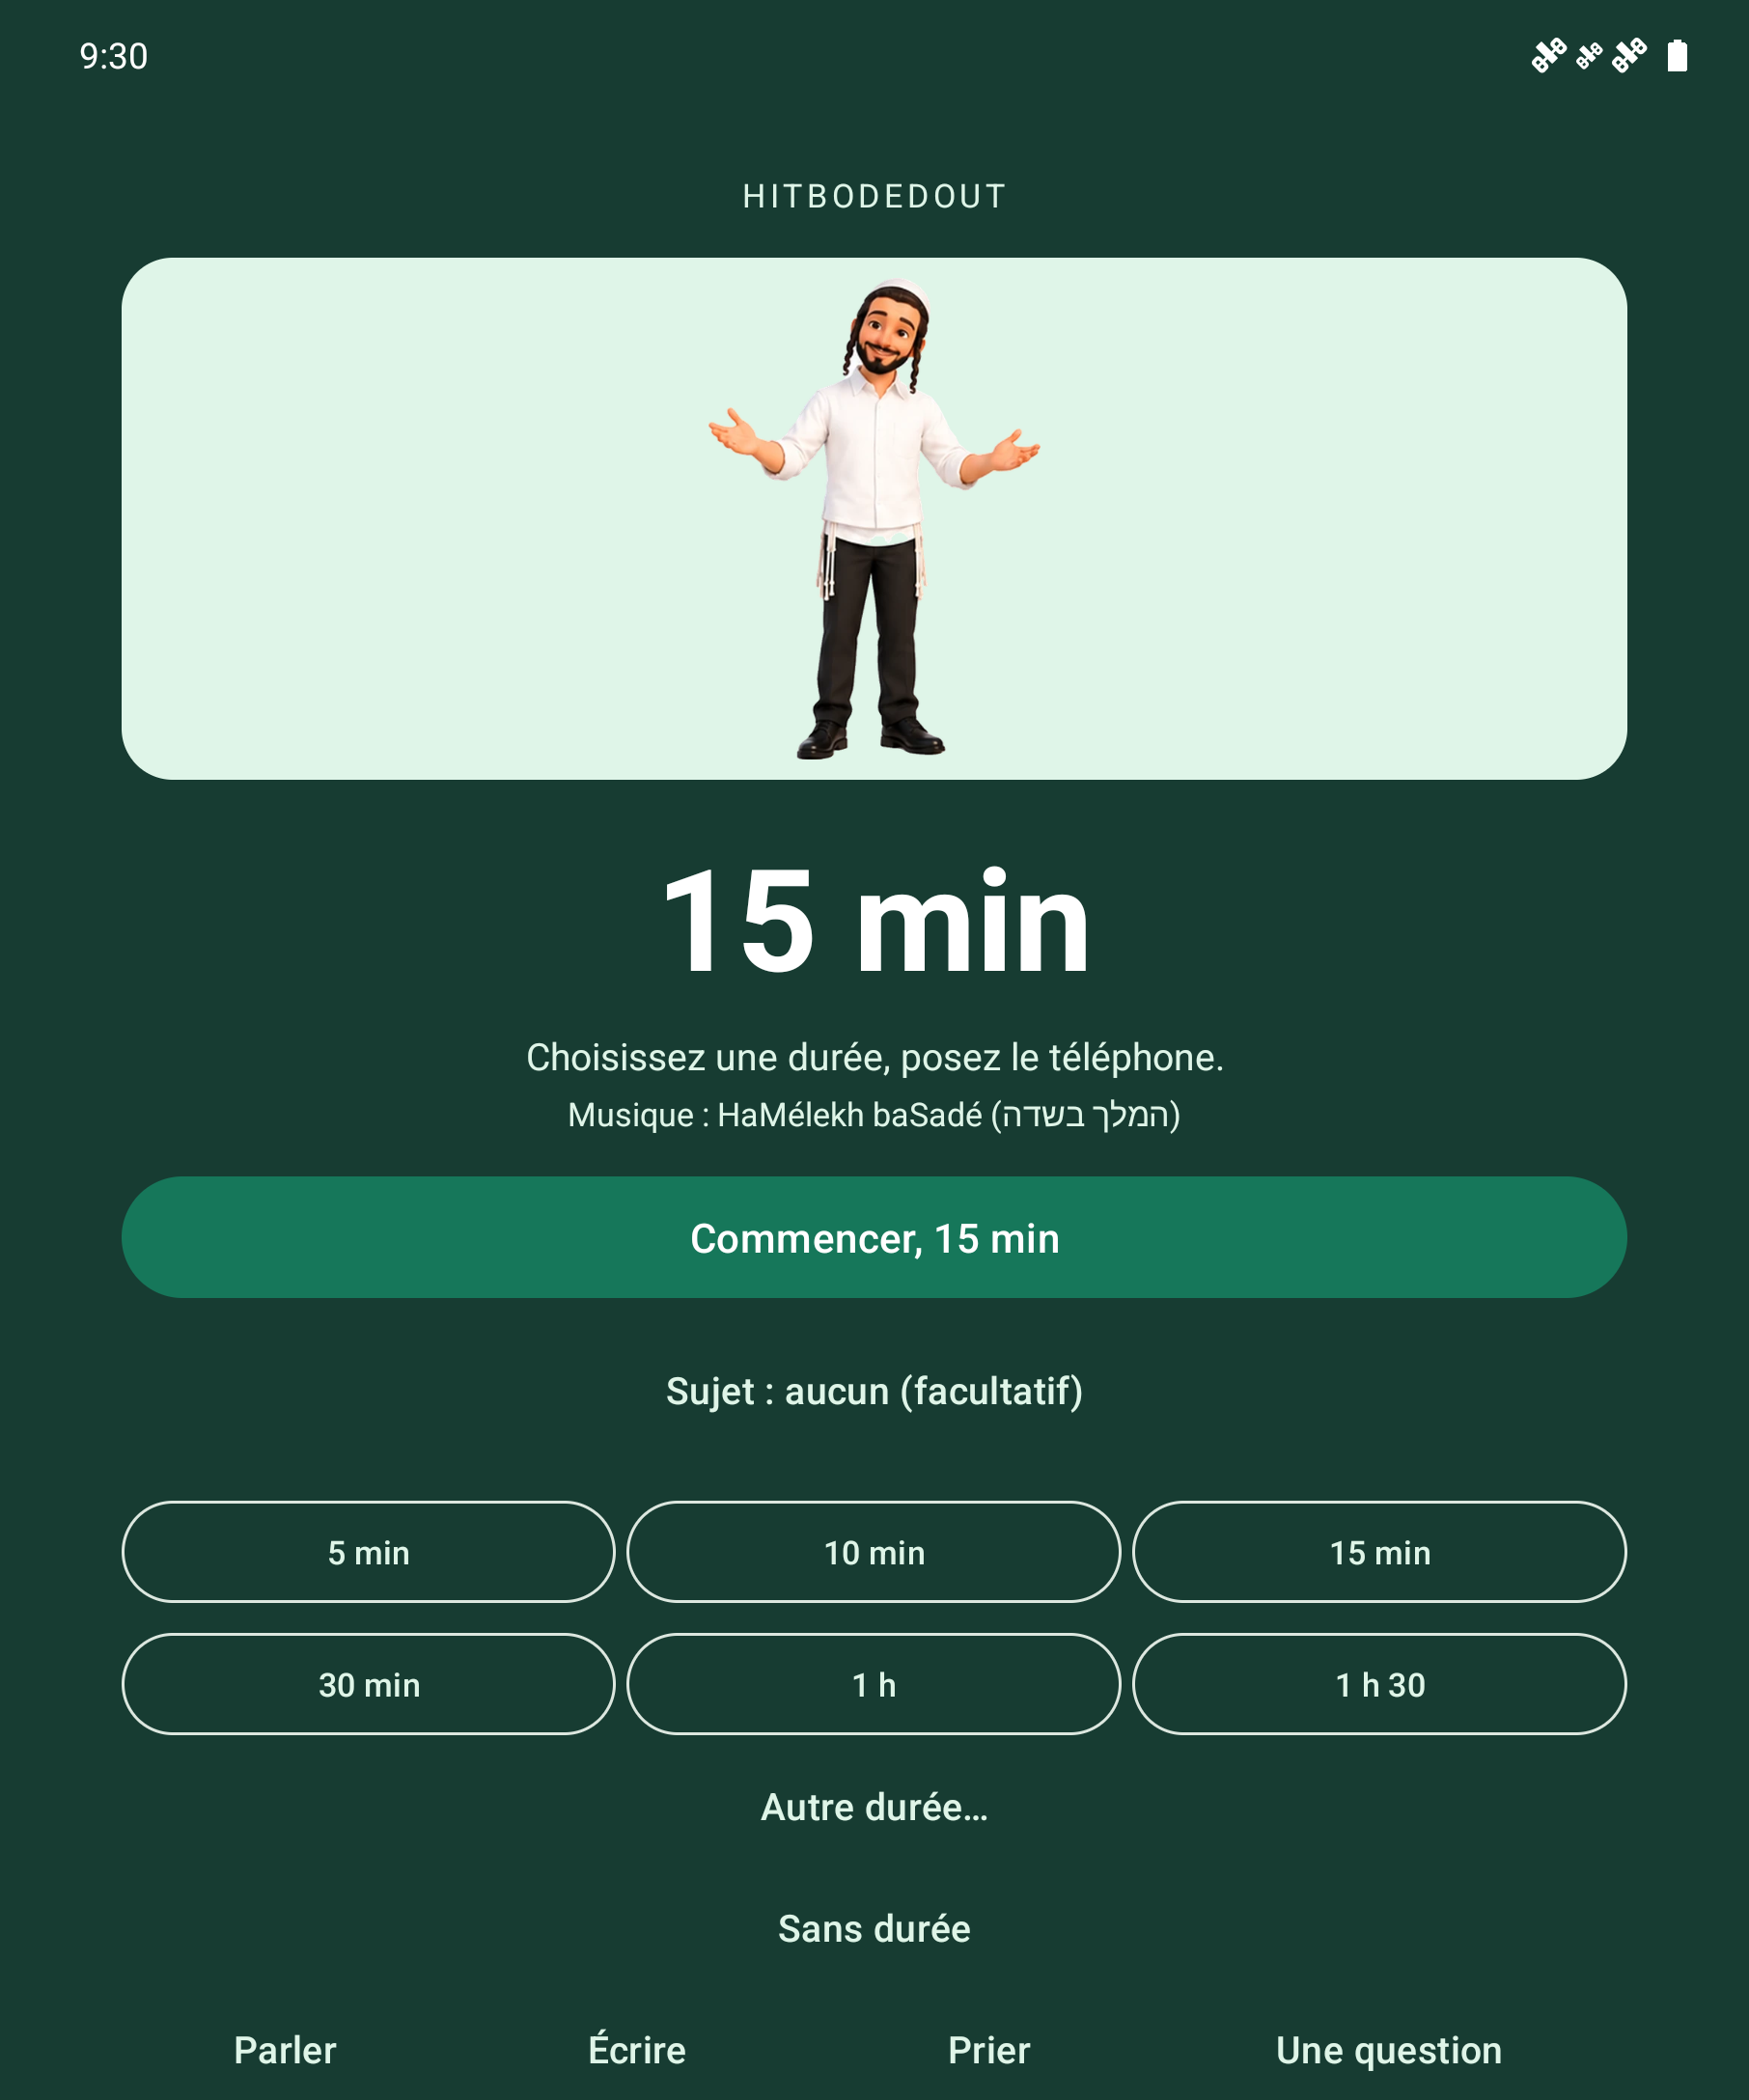 9:30
HITBODEDOUT
15 min
Choisissez une durée, posez le téléphone.
Musique : HaMélekh baSadé (המלך בשדה)
Commencer, 15 min
Sujet : aucun (facultatif)
5 min 10 min 15 min
30 min 1 h 1 h 30
Autre durée…
Sans durée
Parler Écrire Prier Une question